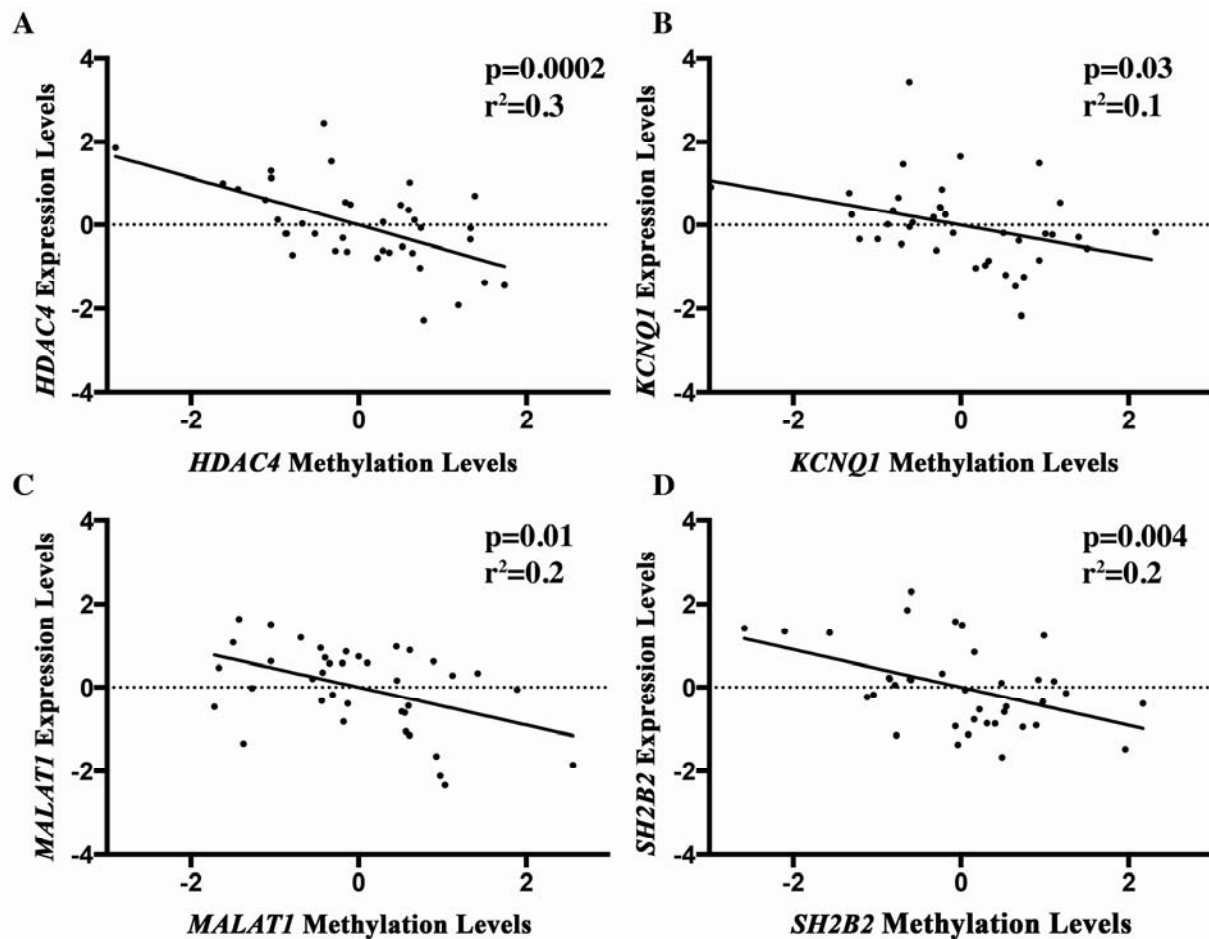 A
HDAC4 Expression Levels
4
2
0
-2
-4
p=0.0002
r²=0.3
-2
0
2
HDAC4 Methylation Levels
B
KCNQ1 Expression Levels
4
2
0
-2
-4
p=0.03
r²=0.1
-2
0
2
KCNQ1 Methylation Levels
C
MALAT1 Expression Levels
4
2
0
-2
-4
p=0.01
r²=0.2
-2
0
2
MALAT1 Methylation Levels
D
SH2B2 Expression Levels
4
2
0
-2
-4
p=0.004
r²=0.2
-2
0
2
SH2B2 Methylation Levels